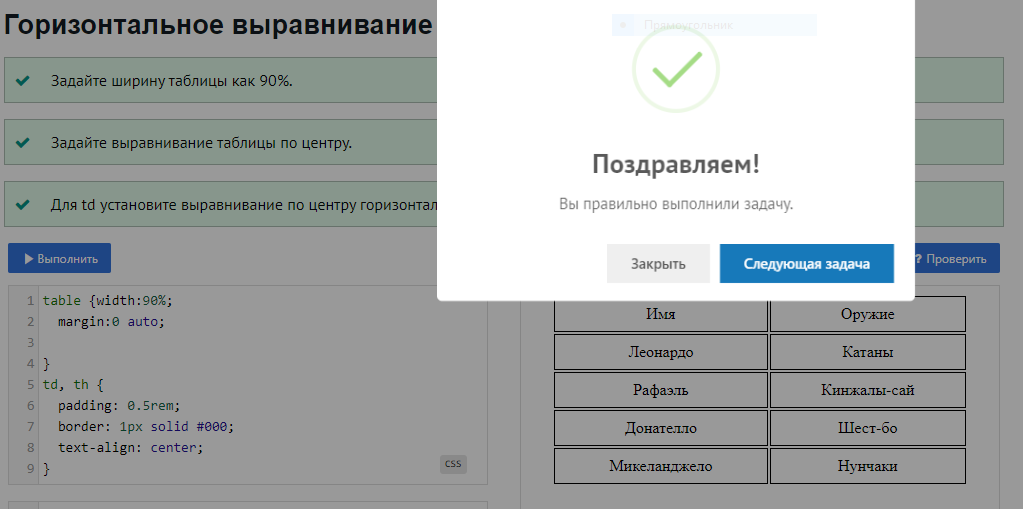 Горизонтальное выравнивание
Прямоугольник
Задайте ширину таблицы как 90%.
Задайте выравнивание таблицы по центру.
Для td установите выравнивание по центру
Поздравляем!
Вы правильно выполнили задачу.
Закрыть
Следующая задача
Выполнить
? Проверить
1 table {width:90%;
2 margin:0 auto;
3
4 }
5 td, th {
6 padding: 0.5rem;
7 border: 1px solid #000;
8 text-align: center;
9 }
CSS
Имя Оружие
Леонардо Катаны
Рафаэль Кинжалы-сай
Донателло Шест-бо
Микеланджело Нунчаки